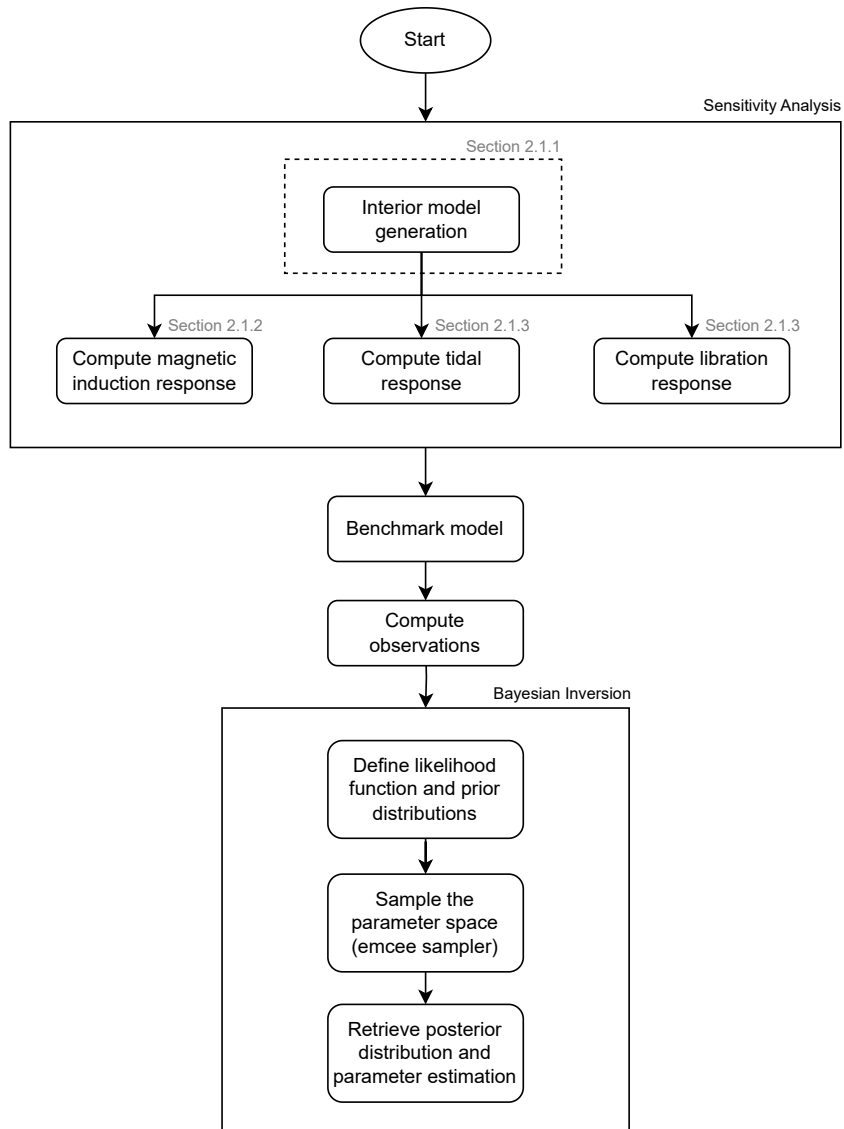 Start
Sensitivity Analysis
Section 2.1.1
Interior model
generation
Section 2.1.2
Compute magnetic
induction response
Section 2.1.3
Compute tidal
response
Section 2.1.3
Compute libration
response
Benchmark model
Compute
observations
Bayesian Inversion
Define likelihood
function and prior
distributions
Sample the
parameter space
(emcee sampler)
Retrieve posterior
distribution and
parameter estimation